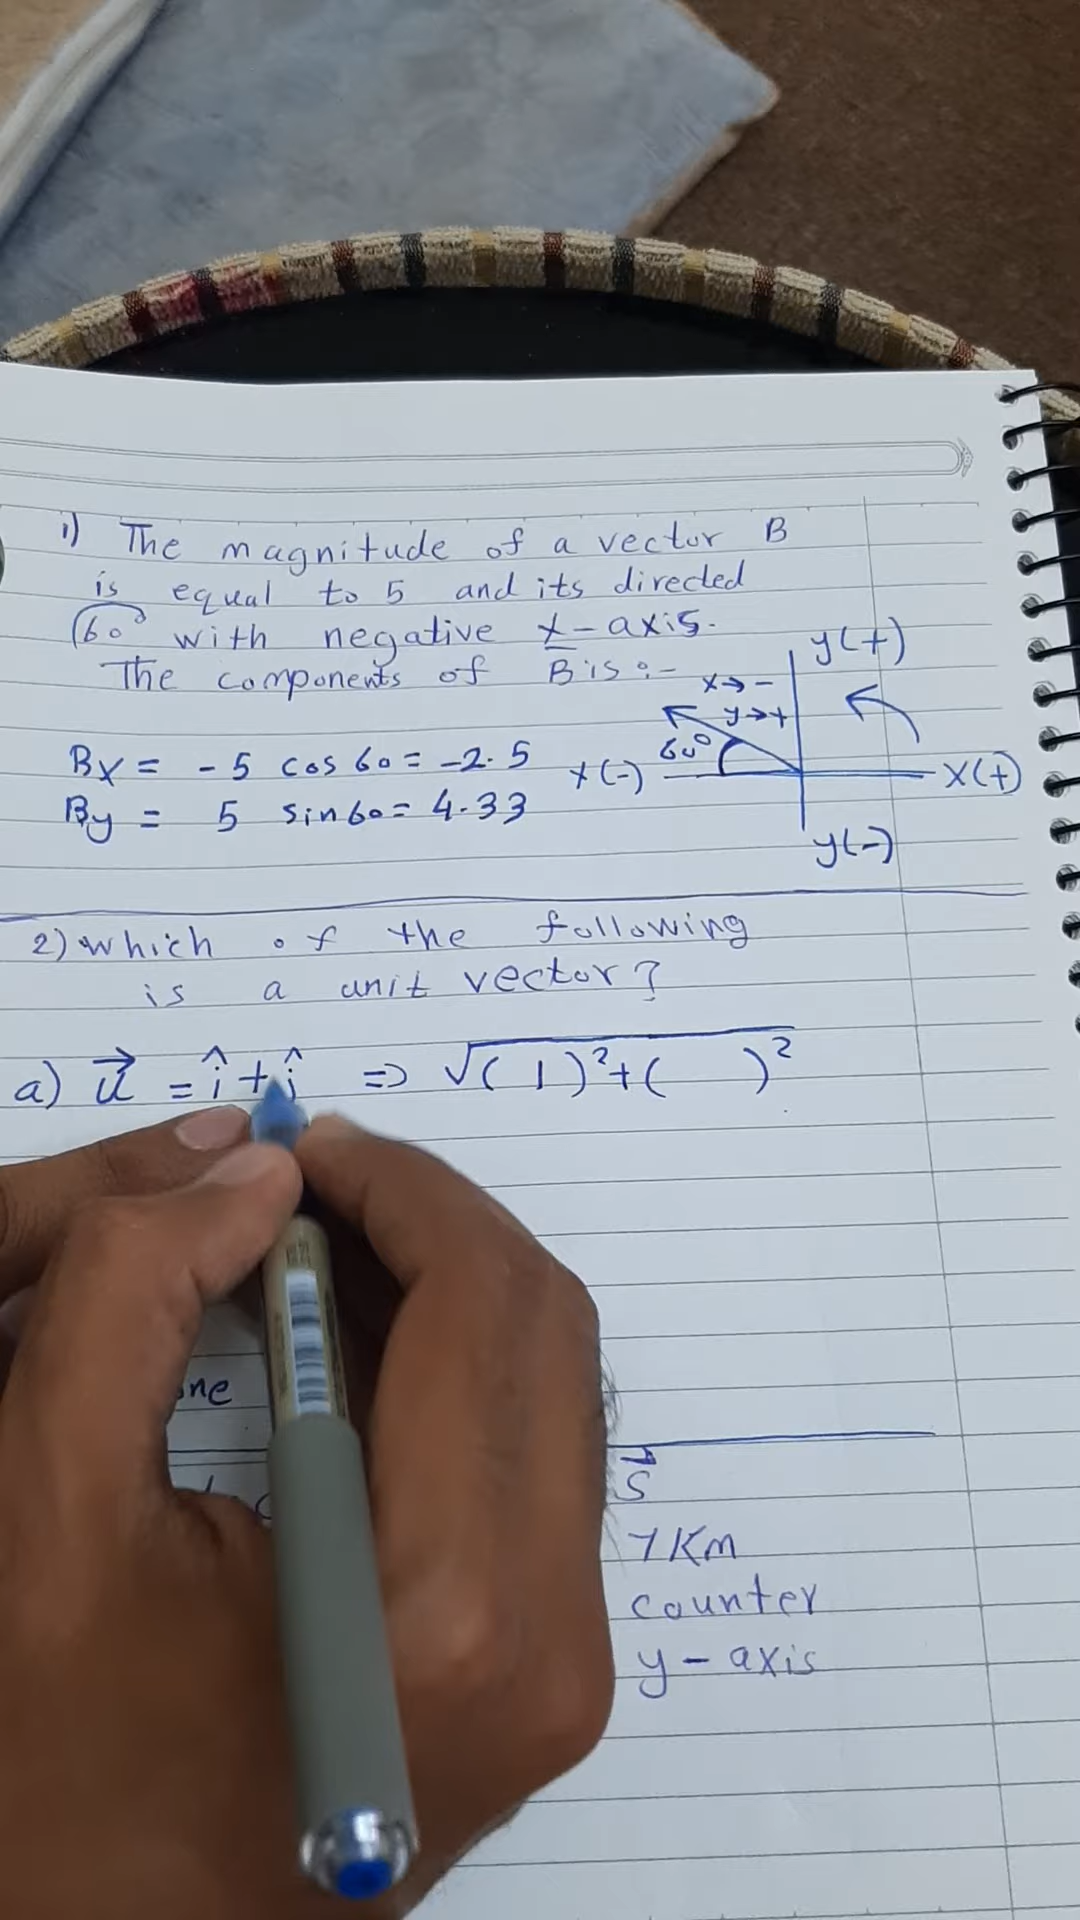 1) The magnitude of a vector B
is equal to 5 and its directed
60° with negative x-axis.
The components of B is :-
y(+)
x→-
y→+
60°
x(-)
x(+)
y(-)
Bx = -5 cos 60 = -2.5
By = 5 sin 60 = 4.33
2) which of the following
is a unit vector?
a) u⃗ = î + ĵ ⇒ √( 1 )² + ( )²
S⃗
7 Km
counter
y-axis